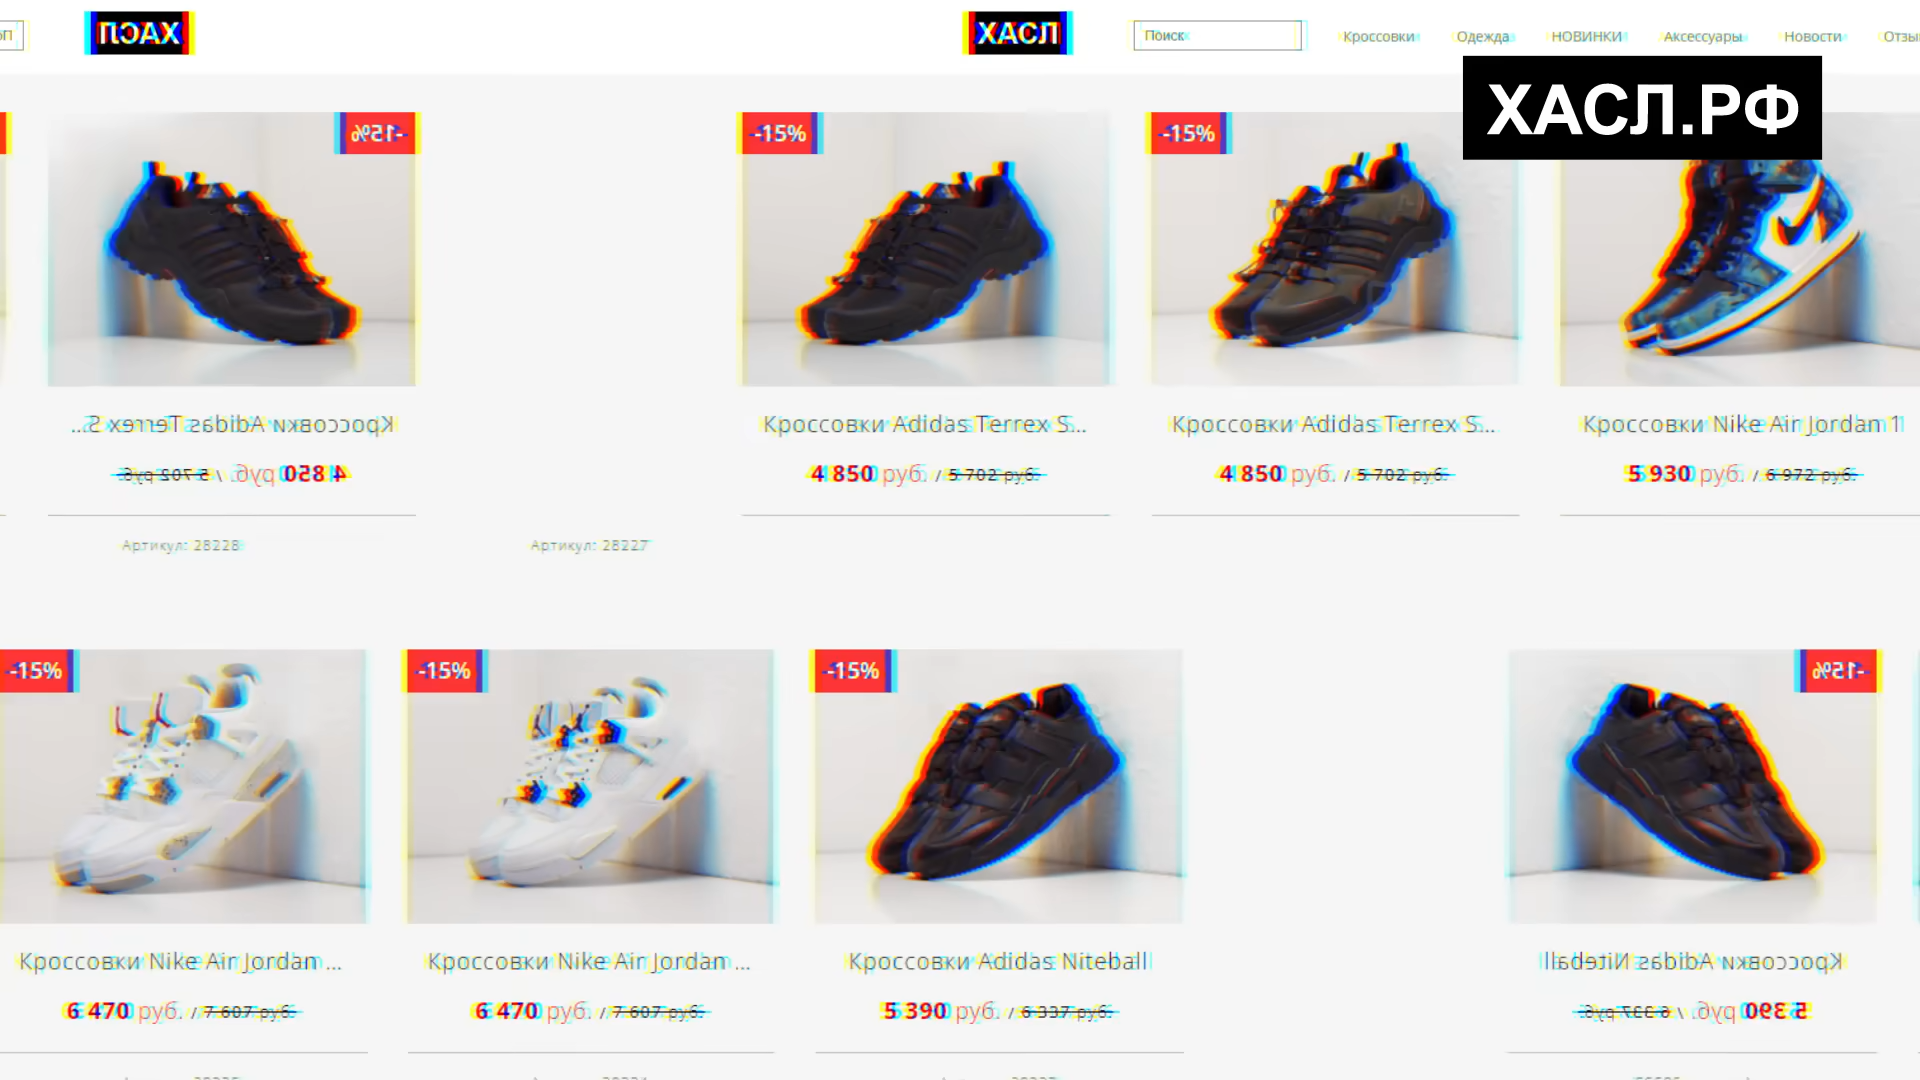 ХАСЛ
ХАСЛ
Поиск
Кроссовки
Одежда
НОВИНКИ
Аксессуары
Новости
ХАСЛ.РФ
-15%
-15%
-15%
Кроссовки Adidas Terrex S...
Кроссовки Adidas Terrex S...
Кроссовки Adidas Terrex S...
Кроссовки Nike Air Jordan 1
4 850 руб. / 5 702 руб.
4 850 руб. / 5 702 руб.
4 850 руб. / 5 702 руб.
5 930 руб. / 6 972 руб.
Артикул: 28228
Артикул: 28227
-15%
-15%
-15%
-15%
Кроссовки Nike Air Jordan ...
Кроссовки Nike Air Jordan ...
Кроссовки Adidas Niteball
Кроссовки Adidas Niteball
6 470 руб. / 7 607 руб.
6 470 руб. / 7 607 руб.
5 390 руб. / 6 337 руб.
5 390 руб. / 6 337 руб.